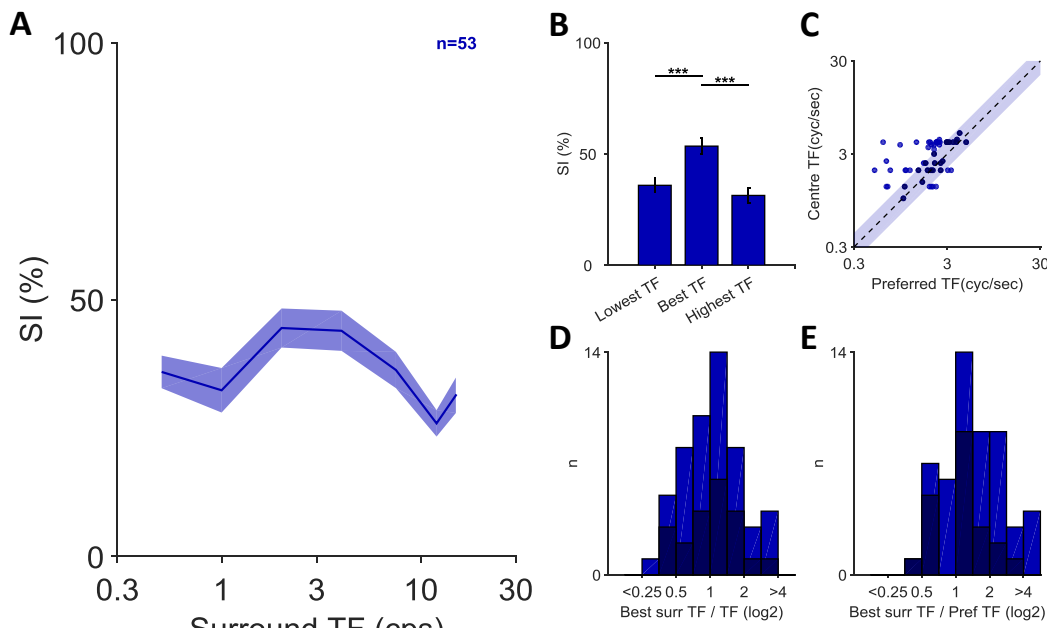 A
100
n=53
50
0
SI (%)
0.3 1 3 10 30
Surround TF (cps)
B
100
50
0
SI (%)
*** ***
Lowest TF
Best TF
Highest TF
C
30
3
0.3
Centre TF(cyc/sec)
0.3 3 30
Preferred TF(cyc/sec)
D
14
n
0
<0.25 0.5 1 2 >4
Best surr TF / TF (log2)
E
14
n
0
<0.25 0.5 1 2 >4
Best surr TF / Pref TF (log2)